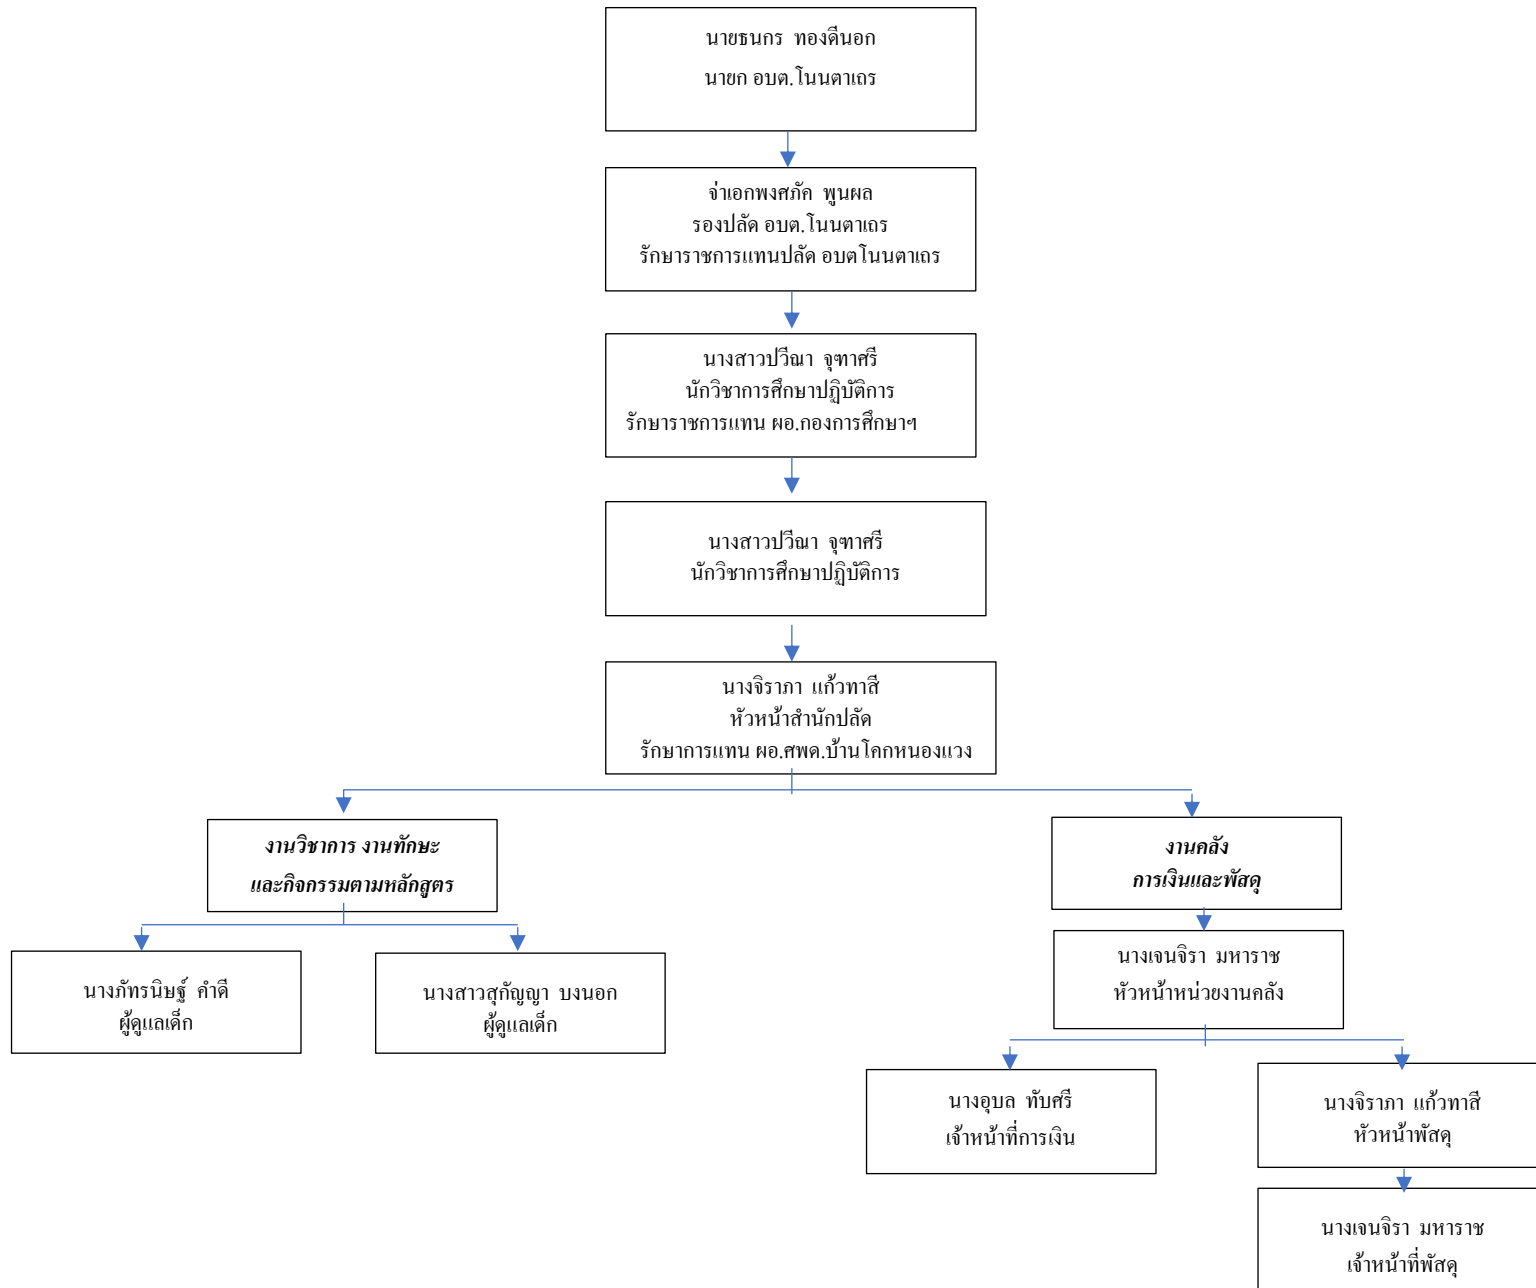 นายธนกร ทองดีนอก
นายก อบต.โนนตาเถร
จ่าเอกพงศภัค พูนผล
รองปลัด อบต.โนนตาเถร
รักษาราชการแทนปลัด อบตโนนตาเถร
นางสาวปวีณา จุฑาศรี
นักวิชาการศึกษาปฏิบัติการ
รักษาราชการแทน ผอ.กองการศึกษาฯ
นางสาวปวีณา จุฑาศรี
นักวิชาการศึกษาปฏิบัติการ
นางจิราภา แก้วทาสี
หัวหน้าสำนักปลัด
รักษาการแทน ผอ.ศพด.บ้านโคกหนองแวง
งานวิชาการ งานทักษะ
และกิจกรรมตามหลักสูตร
งานคลัง
การเงินและพัสดุ
นางภัทรนิษฐ์ คำดี
ผู้ดูแลเด็ก
นางสาวสุกัญญา บงนอก
ผู้ดูแลเด็ก
นางเจนจิรา มหาราช
หัวหน้าหน่วยงานคลัง
นางอุบล ทับศรี
เจ้าหน้าที่การเงิน
นางจิราภา แก้วทาสี
หัวหน้าพัสดุ
นางเจนจิรา มหาราช
เจ้าหน้าที่พัสดุ